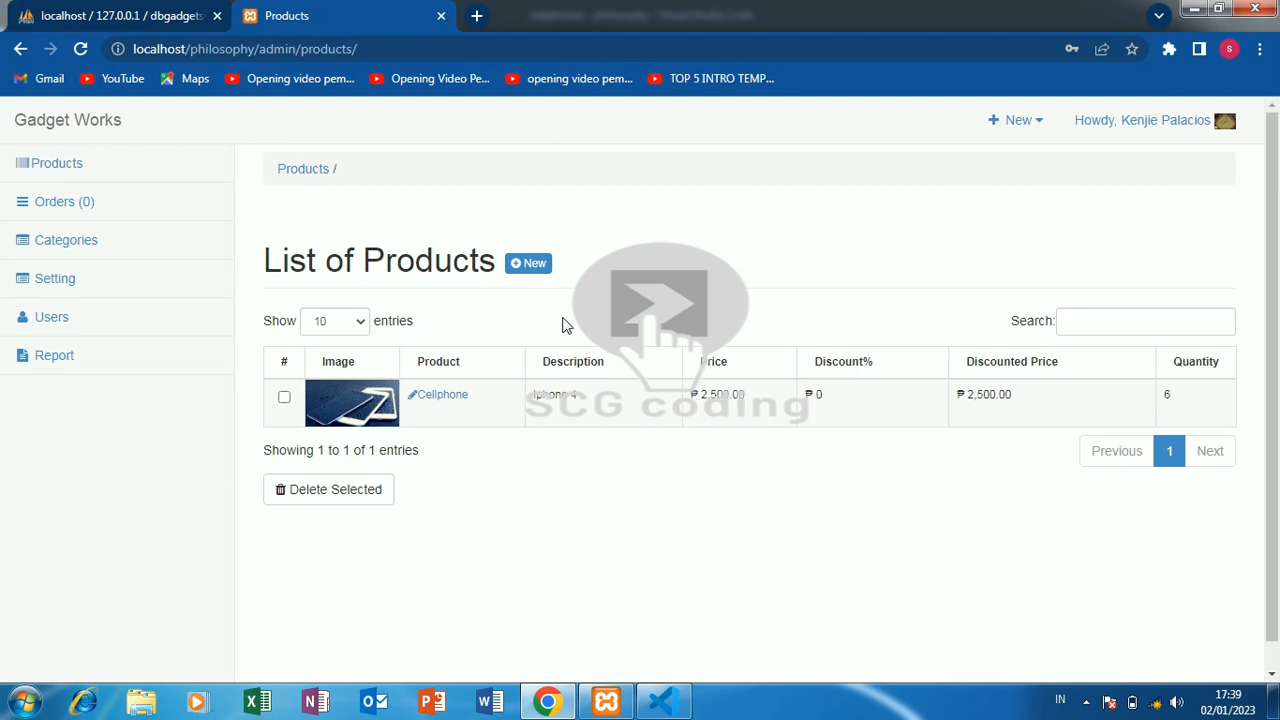 localhost / 127.0.0.1 / dbgadgets
Products
localhost/philosophy/admin/products/
S
Gmail
YouTube
Maps
Opening video pem...
Opening Video Pe...
opening video pem...
TOP 5 INTRO TEMP...
Gadget Works
New
Howdy, Kenjie Palacios
Products
Orders (0)
Categories
Setting
Users
Report
Products /
List of Products
New
Show 10 entries
Search:
# Image Product Description Price Discount% Discounted Price Quantity
Cellphone Iphone 4 ₱ 2,500.00 ₱ 0 ₱ 2,500.00 6
SCG coding
Showing 1 to 1 of 1 entries
Previous 1 Next
Delete Selected
IN
17:39
02/01/2023